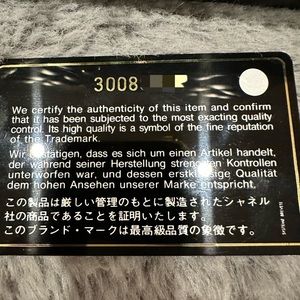 3008
We certify the authenticity of this item and confirm
that it has been subjected to the most exacting quality
control. Its high quality is a symbol of the fine reputation
of the Trademark.
Wir bestätigen, dass es sich um einen Artikel handelt,
der während seiner Herstellung strengen Kontrollen
unterworfen war, und dessen erstklassige Qualität
dem hohen Ansehen unserer Marke entspricht.
この製品は厳しい管理のもとに製造されたシャネル
社の商品であることを証明いたします。
このブランド・マークは最高級品質の象徴です。